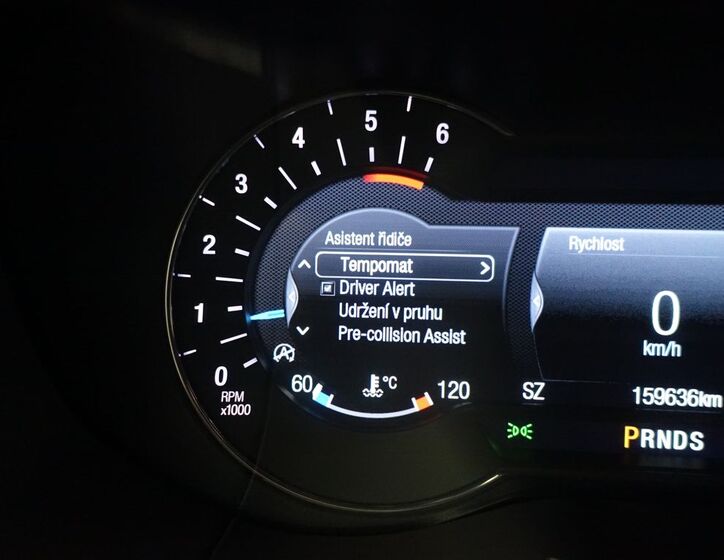 6
5
4
3
2
1
0
RPM
x1000
Asistent řidiče
Tempomat
Driver Alert
Udržení v pruhu
Pre-collision Assist
60 °C 120
Rychlost
0
km/h
SZ 159636km
PRNDS